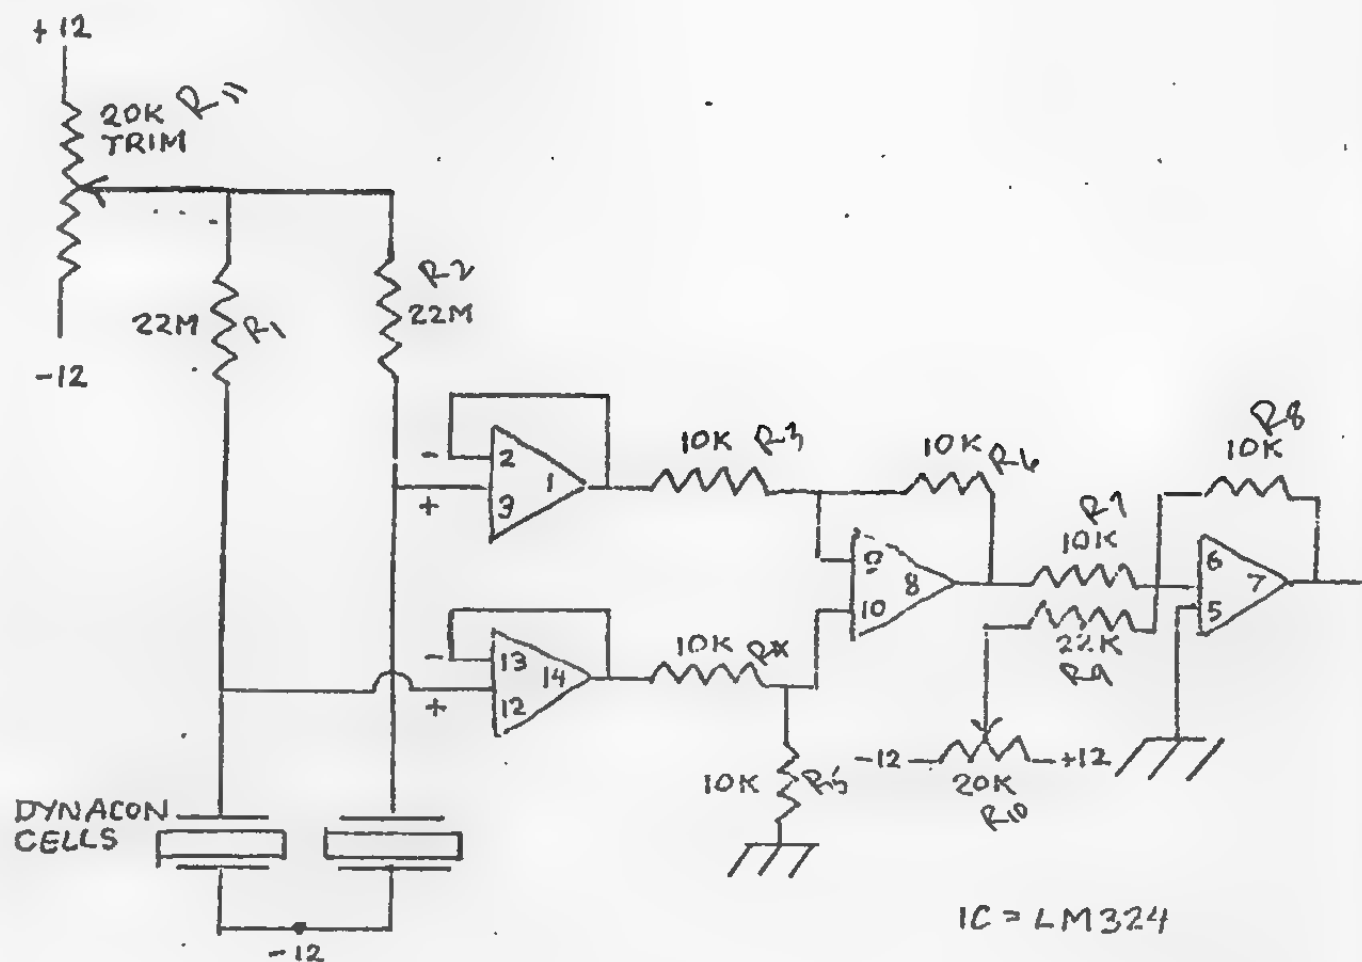 +12
20K R11
TRIM
-12
22M R1
R2
22M
-
2
1
+
3
10K R3
10K R6
R8
10K
9
8
10
R7
10K
6
7
5
22K
R9
-
13
14
+
12
10K R4
10K R5
-12
+12
20K
R10
DYNACON
CELLS
-12
IC = LM324